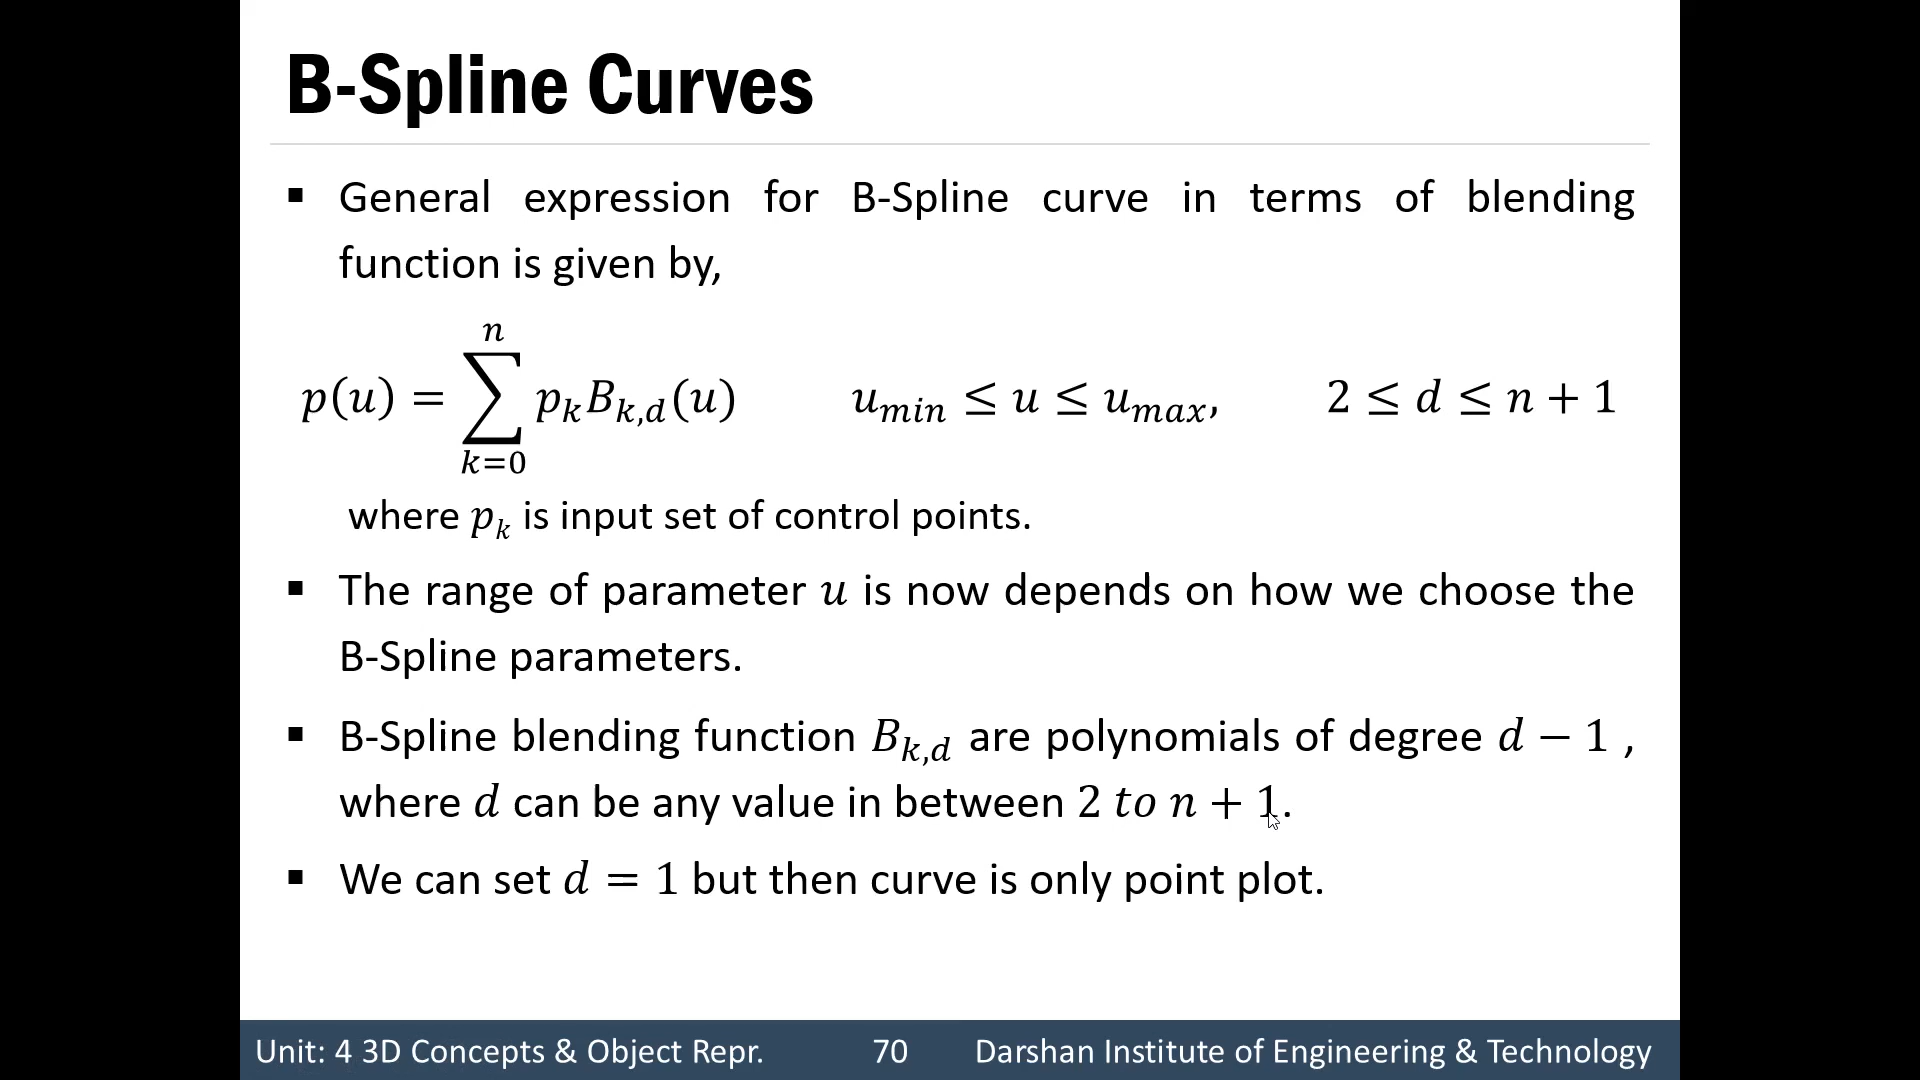 B-Spline Curves
▪ General expression for B-Spline curve in terms of blending
function is given by,
p(u) = ∑_{k=0}^{n} p_k B_{k,d}(u) u_{min} ≤ u ≤ u_{max}, 2 ≤ d ≤ n + 1
where p_k is input set of control points.
▪ The range of parameter u is now depends on how we choose the
B-Spline parameters.
▪ B-Spline blending function B_{k,d} are polynomials of degree d − 1 ,
where d can be any value in between 2 to n + 1.
▪ We can set d = 1 but then curve is only point plot.
Unit: 4 3D Concepts & Object Repr. 70 Darshan Institute of Engineering & Technology